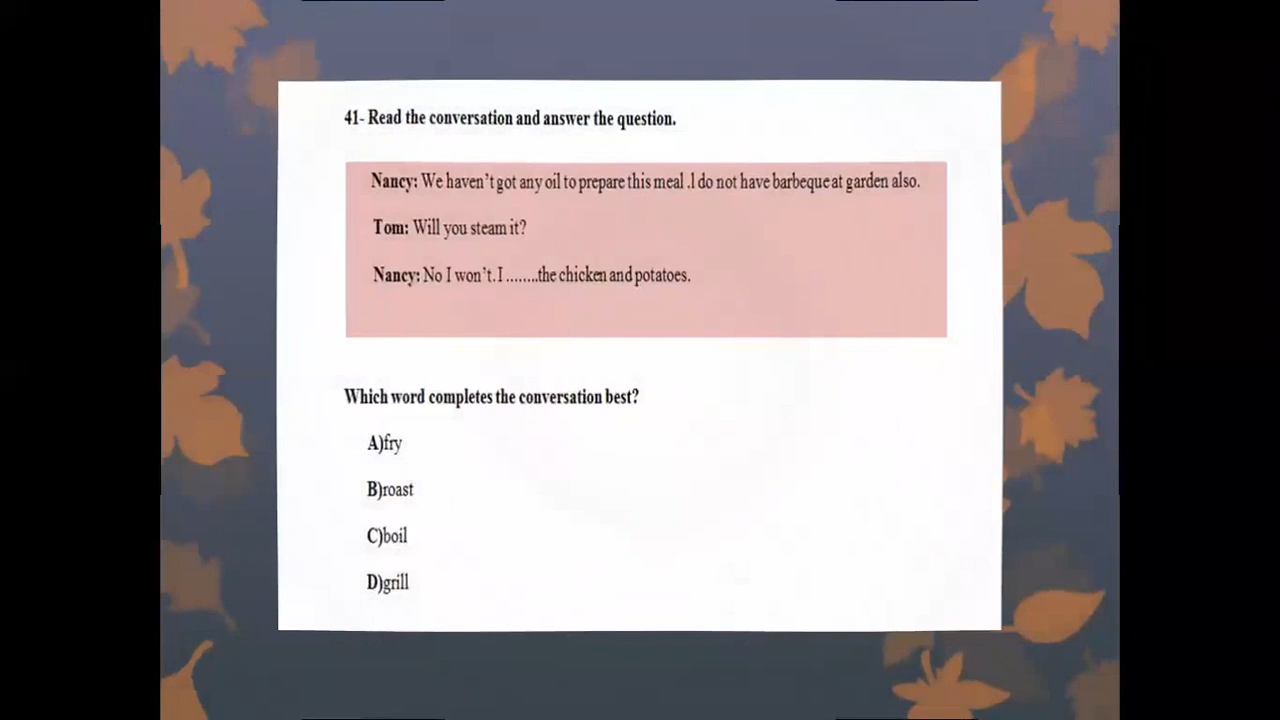 41- Read the conversation and answer the question.
Nancy: We haven't got any oil to prepare this meal .I do not have barbeque at garden also.
Tom: Will you steam it?
Nancy: No I won't. I ........the chicken and potatoes.
Which word completes the conversation best?
A)fry
B)roast
C)boil
D)grill